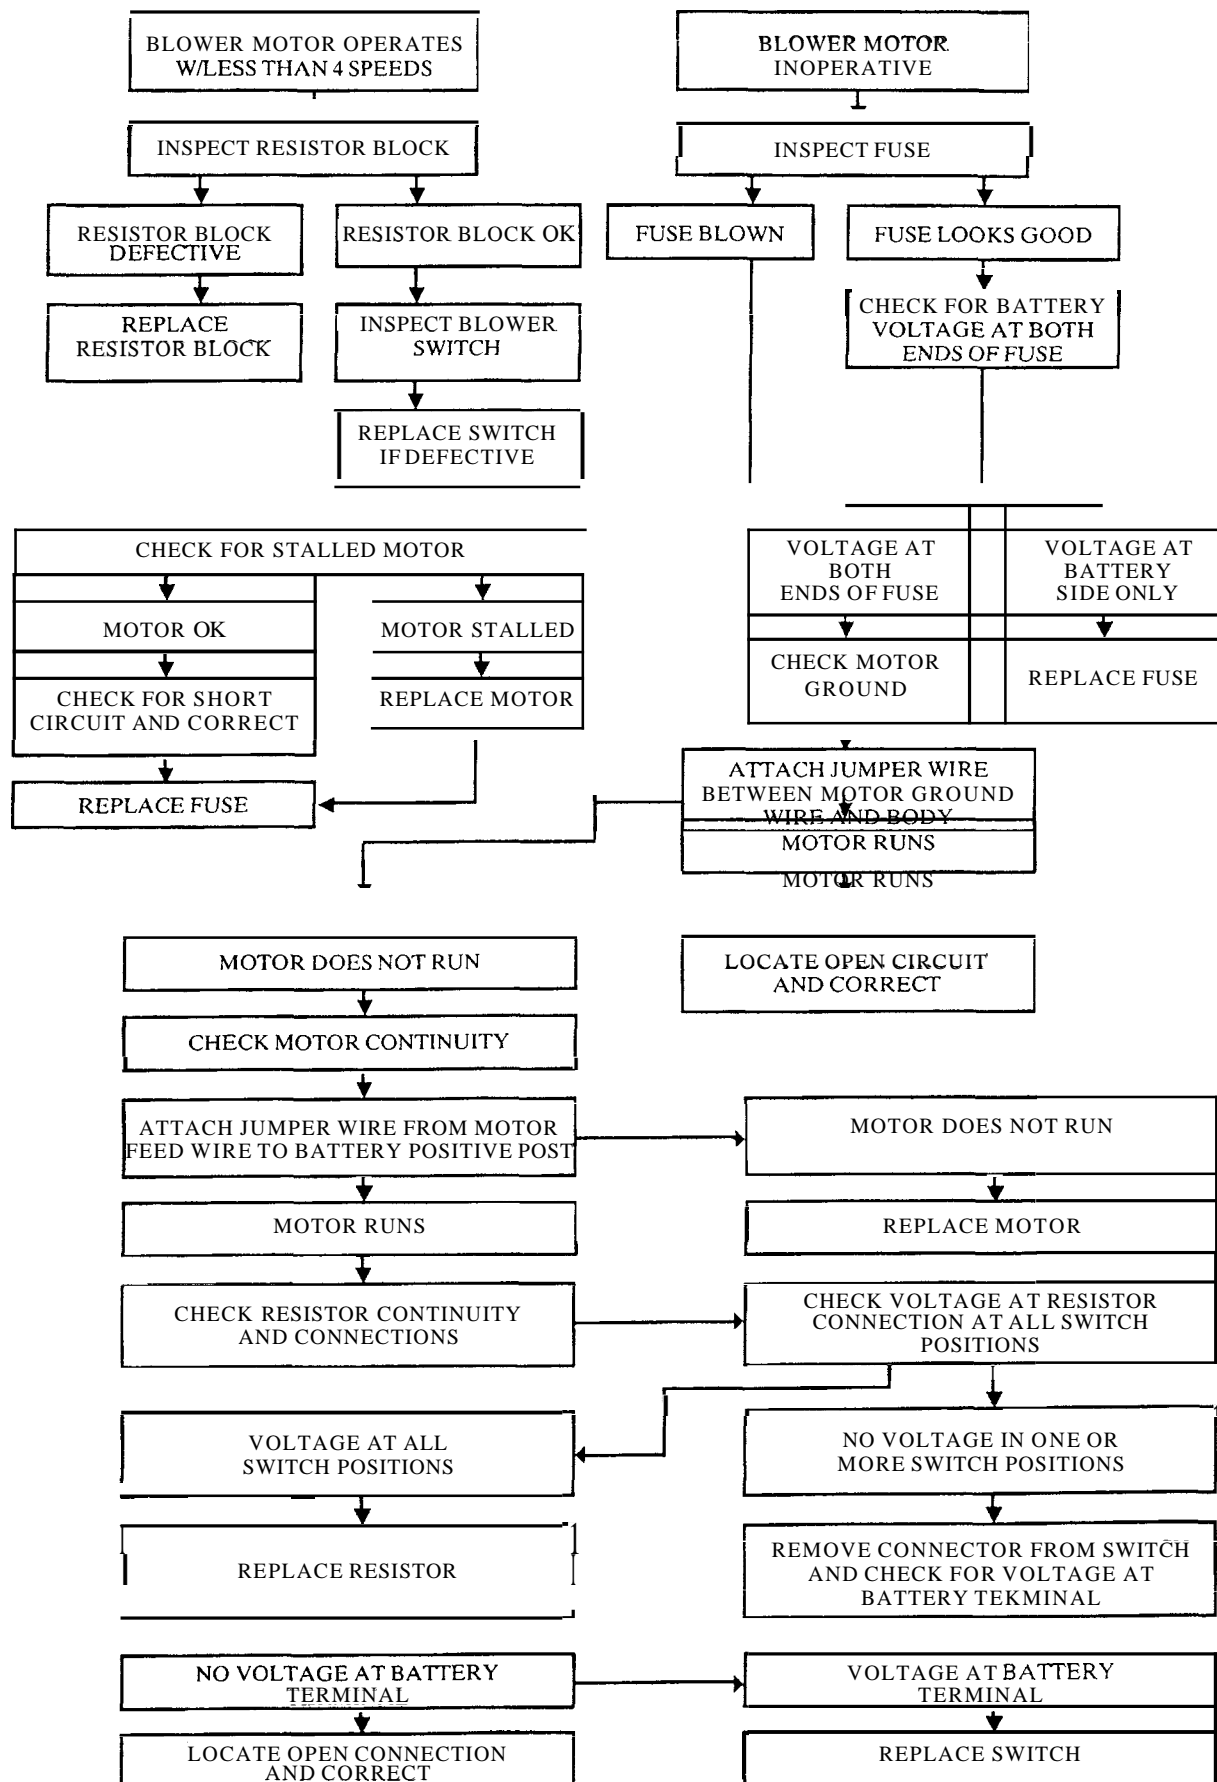 BLOWER MOTOR OPERATES
W/LESS THAN 4 SPEEDS
BLOWER MOTOR
INOPERATIVE
INSPECT RESISTOR BLOCK
INSPECT FUSE
RESISTOR BLOCK
DEFECTIVE
RESISTOR BLOCK OK
FUSE BLOWN
FUSE LOOKS GOOD
REPLACE
RESISTOR BLOCK
INSPECT BLOWER
SWITCH
CHECK FOR BATTERY
VOLTAGE AT BOTH
ENDS OF FUSE
REPLACE SWITCH
IF DEFECTIVE
CHECK FOR STALLED MOTOR
VOLTAGE AT
BOTH
ENDS OF FUSE
VOLTAGE AT
BATTERY
SIDE ONLY
MOTOR OK
MOTOR STALLED
CHECK MOTOR
GROUND
REPLACE FUSE
CHECK FOR SHORT
CIRCUIT AND CORRECT
REPLACE MOTOR
REPLACE FUSE
ATTACH JUMPER WIRE
BETWEEN MOTOR GROUND
WIRE AND BODY
MOTOR RUNS
MOTOR RUNS
MOTOR DOES NOT RUN
LOCATE OPEN CIRCUIT
AND CORRECT
CHECK MOTOR CONTINUITY
ATTACH JUMPER WIRE FROM MOTOR
FEED WIRE TO BATTERY POSITIVE POST
MOTOR DOES NOT RUN
MOTOR RUNS
REPLACE MOTOR
CHECK RESISTOR CONTINUITY
AND CONNECTIONS
CHECK VOLTAGE AT RESISTOR
CONNECTION AT ALL SWITCH
POSITIONS
VOLTAGE AT ALL
SWITCH POSITIONS
NO VOLTAGE IN ONE OR
MORE SWITCH POSITIONS
REPLACE RESISTOR
REMOVE CONNECTOR FROM SWITCH
AND CHECK FOR VOLTAGE AT
BATTERY TEKMINAL
NO VOLTAGE AT BATTERY
TERMINAL
VOLTAGE AT BATTERY
TERMINAL
LOCATE OPEN CONNECTION
AND CORRECT
REPLACE SWITCH